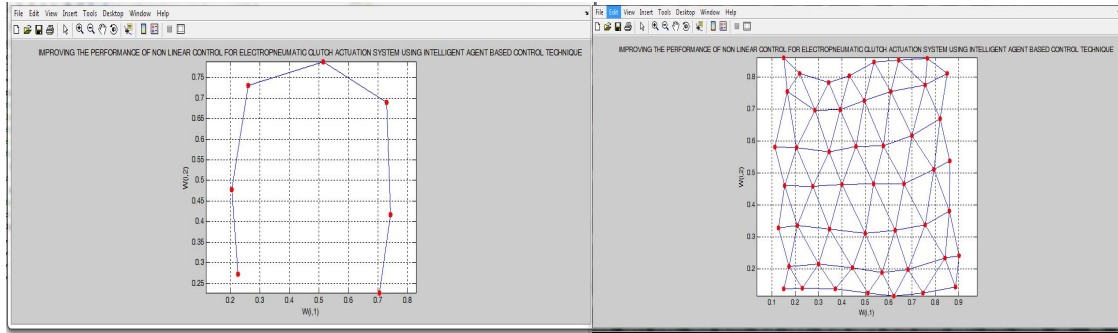 File Edit View Insert Tools Desktop Window Help
IMPROVING THE PERFORMANCE OF NON LINEAR CONTROL FOR ELECTROPNEUMATIC CLUTCH ACTUATION SYSTEM USING INTELLIGENT AGENT BASED CONTROL TECHNIQUE
0.75
0.7
0.65
0.6
0.55
0.5
0.45
0.4
0.35
0.3
0.25
W(i,2)
0.2 0.3 0.4 0.5 0.6 0.7 0.8
W(i,1)
File Edit View Insert Tools Desktop Window Help
IMPROVING THE PERFORMANCE OF NON LINEAR CONTROL FOR ELECTROPNEUMATIC CLUTCH ACTUATION SYSTEM USING INTELLIGENT AGENT BASED CONTROL TECHNIQUE
0.8
0.7
0.6
0.5
0.4
0.3
0.2
W(i,2)
0.1 0.2 0.3 0.4 0.5 0.6 0.7 0.8 0.9
W(i,1)